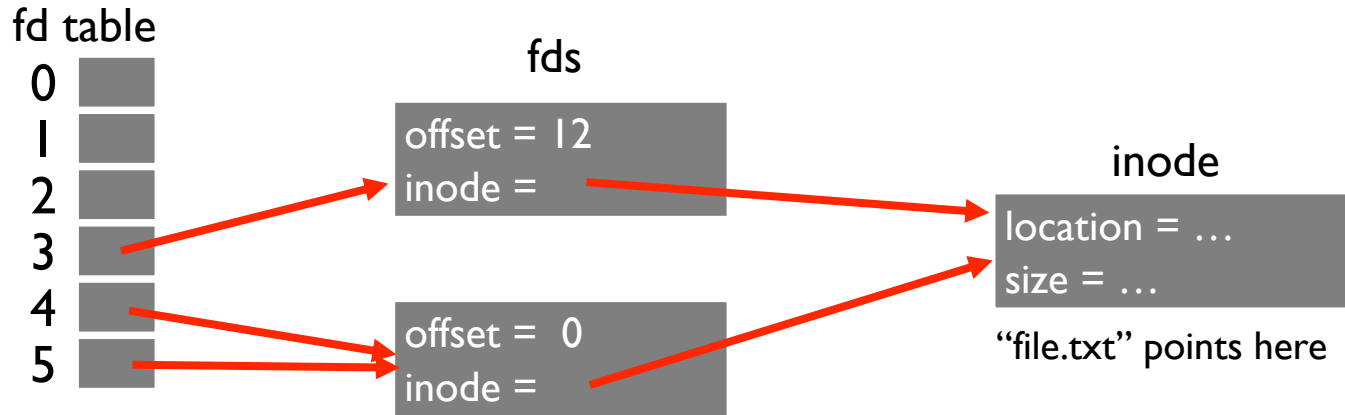 fd table
0
1
2
3
4
5
fds
offset = 12
inode =
offset = 0
inode =
inode
location = …
size = …
“file.txt” points here